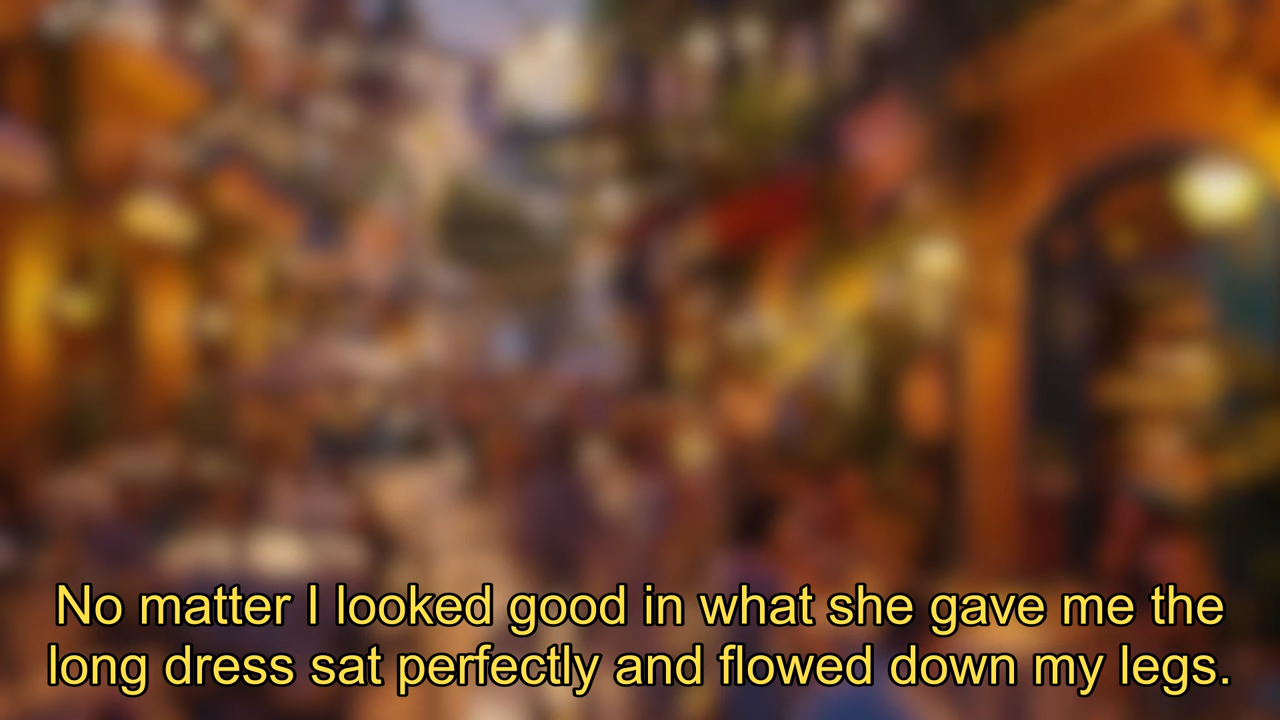 No matter I looked good in what she gave me the
long dress sat perfectly and flowed down my legs.